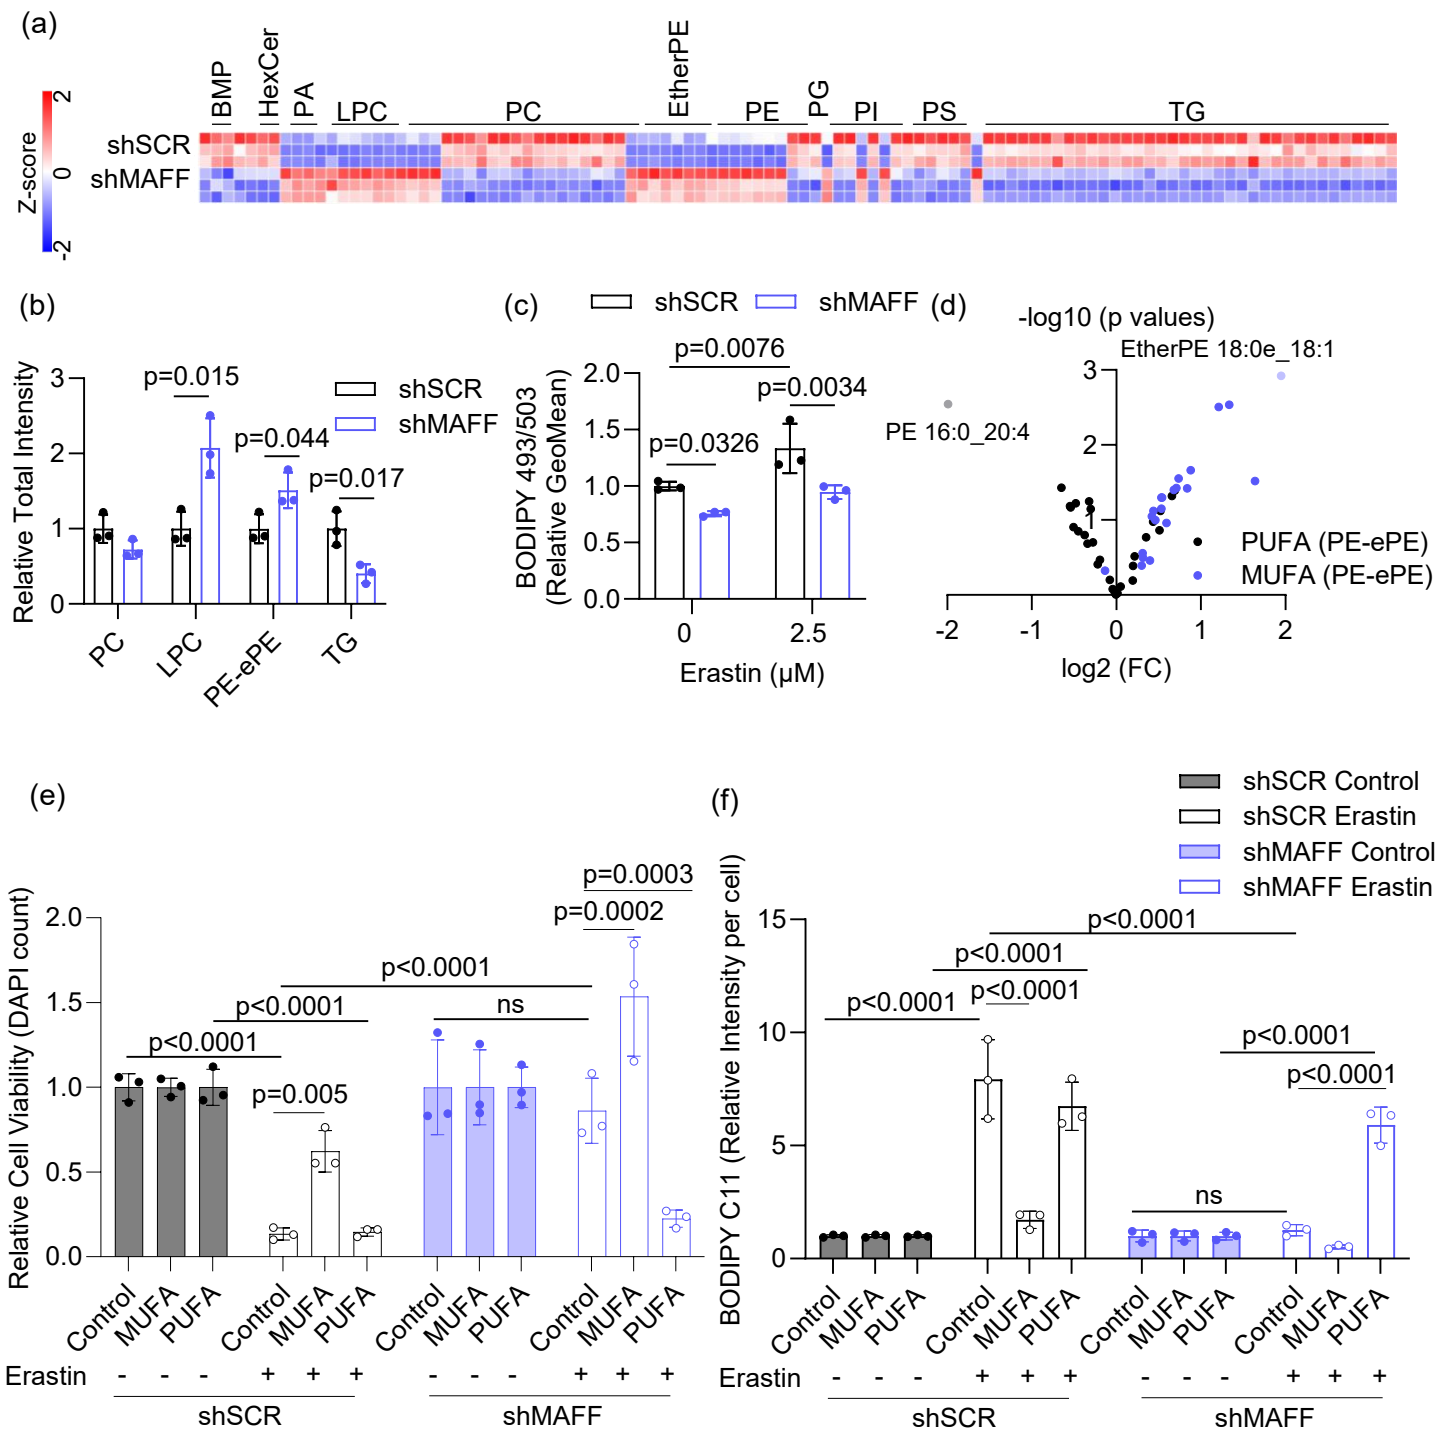 (a)
BMP
HexCer
PA
LPC
PC
EtherPE
PE
PG
PI
PS
TG
Z-score
2
0
-2
shSCR
shMAFF
(b)
Relative Total Intensity
3
2
1
0
p=0.015
p=0.044
p=0.017
shSCR
shMAFF
PC
LPC
PE-ePE
TG
(c)
shSCR
shMAFF
BODIPY 493/503
(Relative GeoMean)
2.0
1.5
1.0
0.5
0.0
p=0.0076
p=0.0034
p=0.0326
0
2.5
Erastin (μM)
(d)
-log10 (p values)
EtherPE 18:0e_18:1
PE 16:0_20:4
3
2
1
PUFA (PE-ePE)
MUFA (PE-ePE)
-2
-1
0
1
2
log2 (FC)
(e)
Relative Cell Viability (DAPI count)
2.0
1.5
1.0
0.5
0.0
p=0.0003
p=0.0002
p<0.0001
p<0.0001
ns
p<0.0001
p=0.005
Control
MUFA
PUFA
Control
MUFA
PUFA
Control
MUFA
PUFA
Control
MUFA
PUFA
Erastin - - - + + + - - - + + +
shSCR
shMAFF
(f)
shSCR Control
shSCR Erastin
shMAFF Control
shMAFF Erastin
BODIPY C11 (Relative Intensity per cell)
15
10
5
0
p<0.0001
p<0.0001
p<0.0001
p<0.0001
p<0.0001
p<0.0001
ns
Control
MUFA
PUFA
Control
MUFA
PUFA
Control
MUFA
PUFA
Control
MUFA
PUFA
Erastin - - - + + + - - - + + +
shSCR
shMAFF